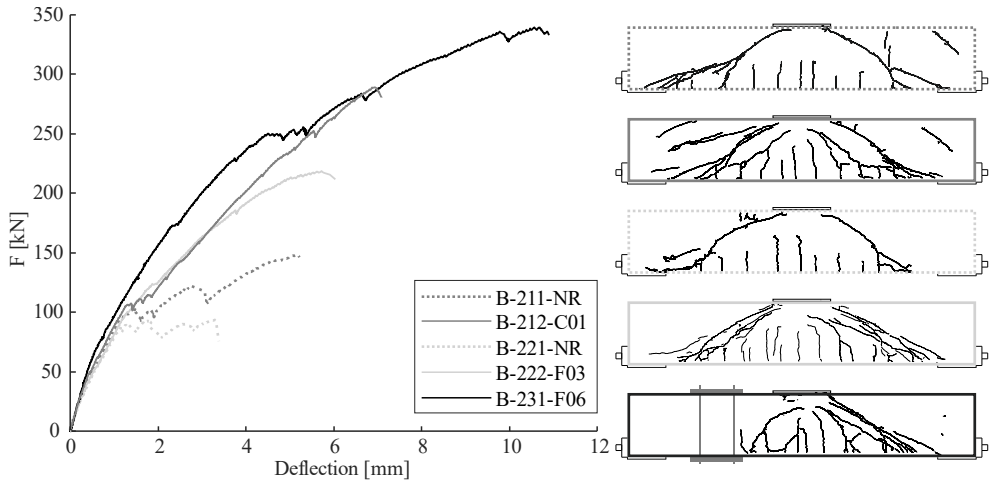 350
300
250
200
150
100
50
0
F [kN]
B-211-NR
B-212-C01
B-221-NR
B-222-F03
B-231-F06
0 2 4 6 8 10 12
Deflection [mm]